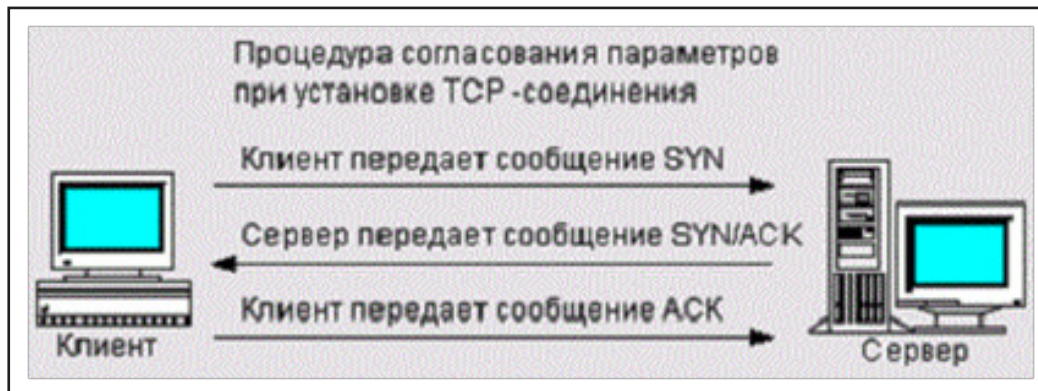 Процедура согласования параметров
при установке TCP -соединения
Клиент передает сообщение SYN
Сервер передает сообщение SYN/ACK
Клиент передает сообщение ACK
Клиент
Сервер